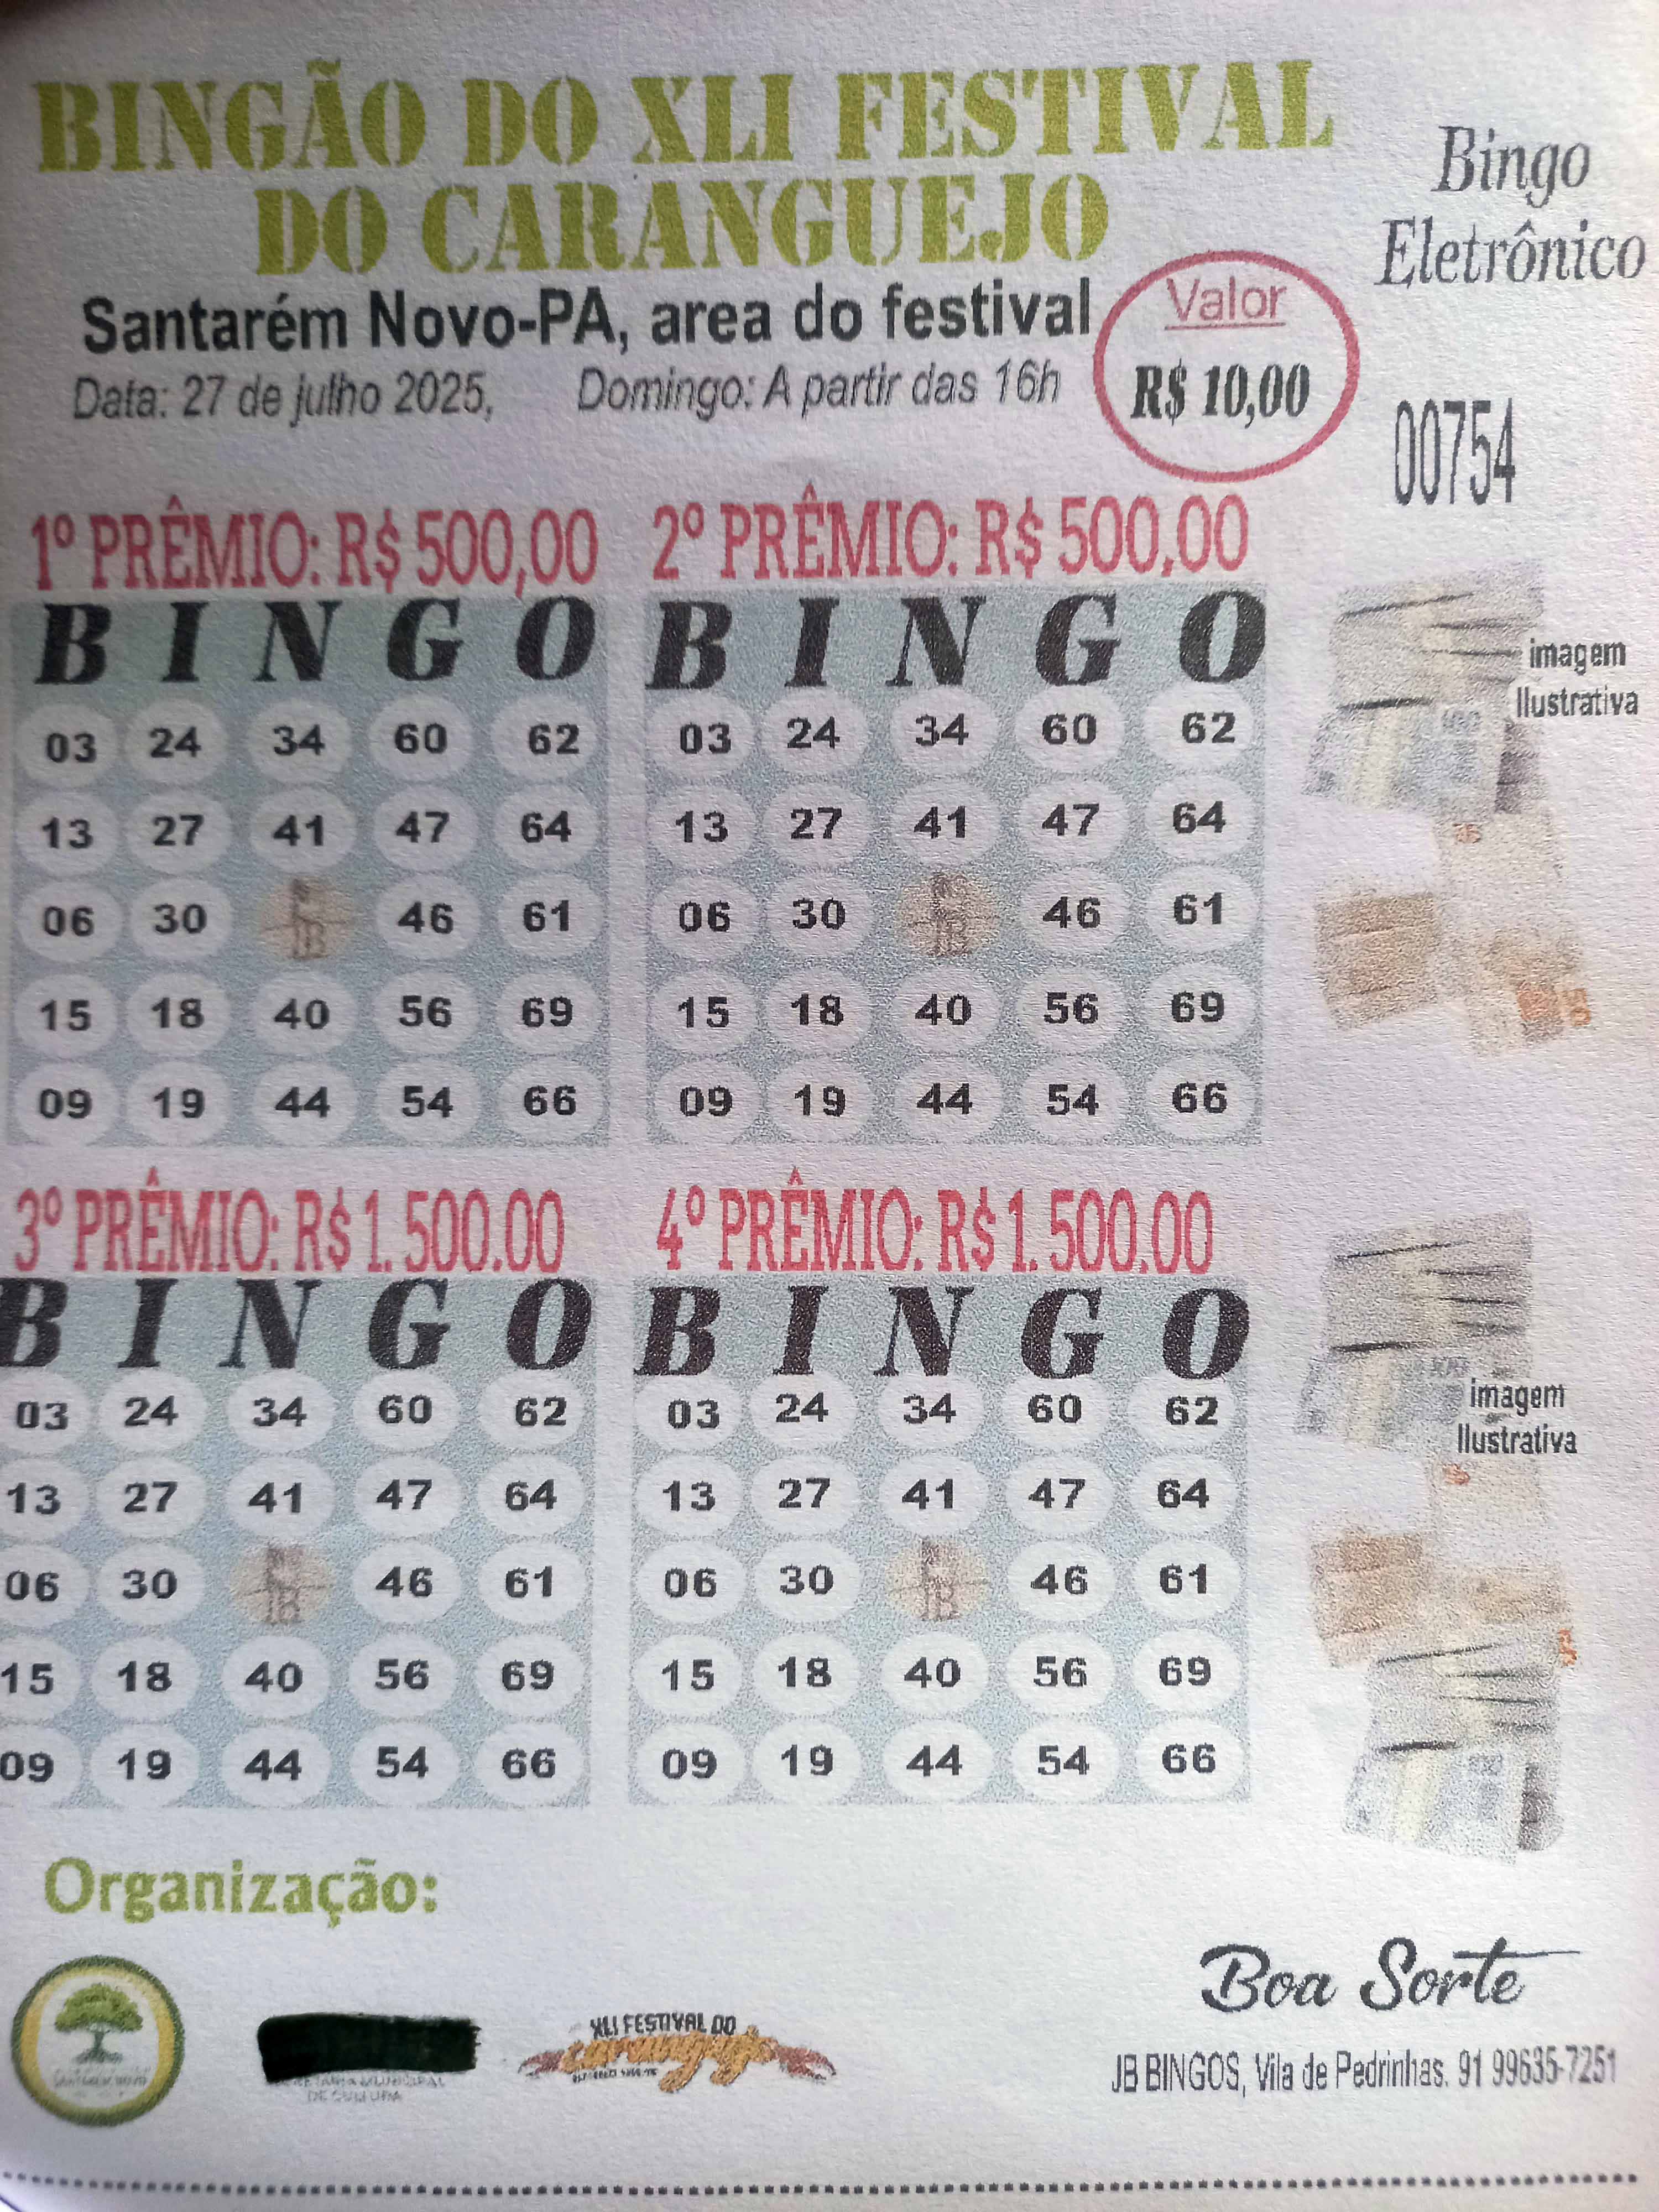 BINGÃO DO XLI FESTIVAL
DO CARANGUEJO
Bingo
Eletrônico
Santarém Novo-PA, area do festival
Data: 27 de julho 2025, Domingo: A partir das 16h
Valor
R$ 10,00
00754
1º PRÊMIO: R$ 500,00 2º PRÊMIO: R$ 500,00
B I N G O B I N G O
03 24 34 60 62 03 24 34 60 62
13 27 41 47 64 13 27 41 47 64
06 30 JB 46 61 06 30 JB 46 61
15 18 40 56 69 15 18 40 56 69
09 19 44 54 66 09 19 44 54 66
imagem
Ilustrativa
3º PRÊMIO: R$ 1.500.00 4º PRÊMIO: R$ 1.500.00
B I N G O B I N G O
03 24 34 60 62 03 24 34 60 62
13 27 41 47 64 13 27 41 47 64
06 30 JB 46 61 06 30 JB 46 61
15 18 40 56 69 15 18 40 56 69
09 19 44 54 66 09 19 44 54 66
imagem
Ilustrativa
Organização:
SANTARÉM NOVO
SECRETARIA MUNICIPAL
DE CULTURA
XLI FESTIVAL DO
caranguejo
Boa Sorte
JB BINGOS, Vila de Pedrinhas. 91 99635-7251